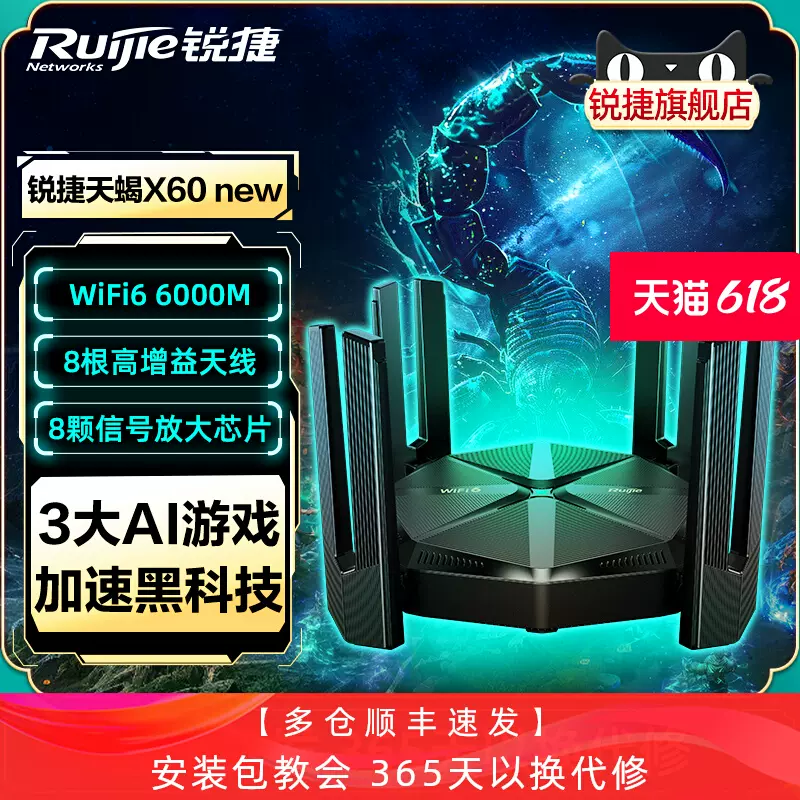 Ruijie锐捷
Networks
锐捷旗舰店
锐捷天蝎X60 new
天猫618
WiFi6 6000M
8根高增益天线
8颗信号放大芯片
WiFi6
Ruijie
3大AI游戏
加速黑科技
【多仓顺丰速发】
安装包教会 365天以换代修